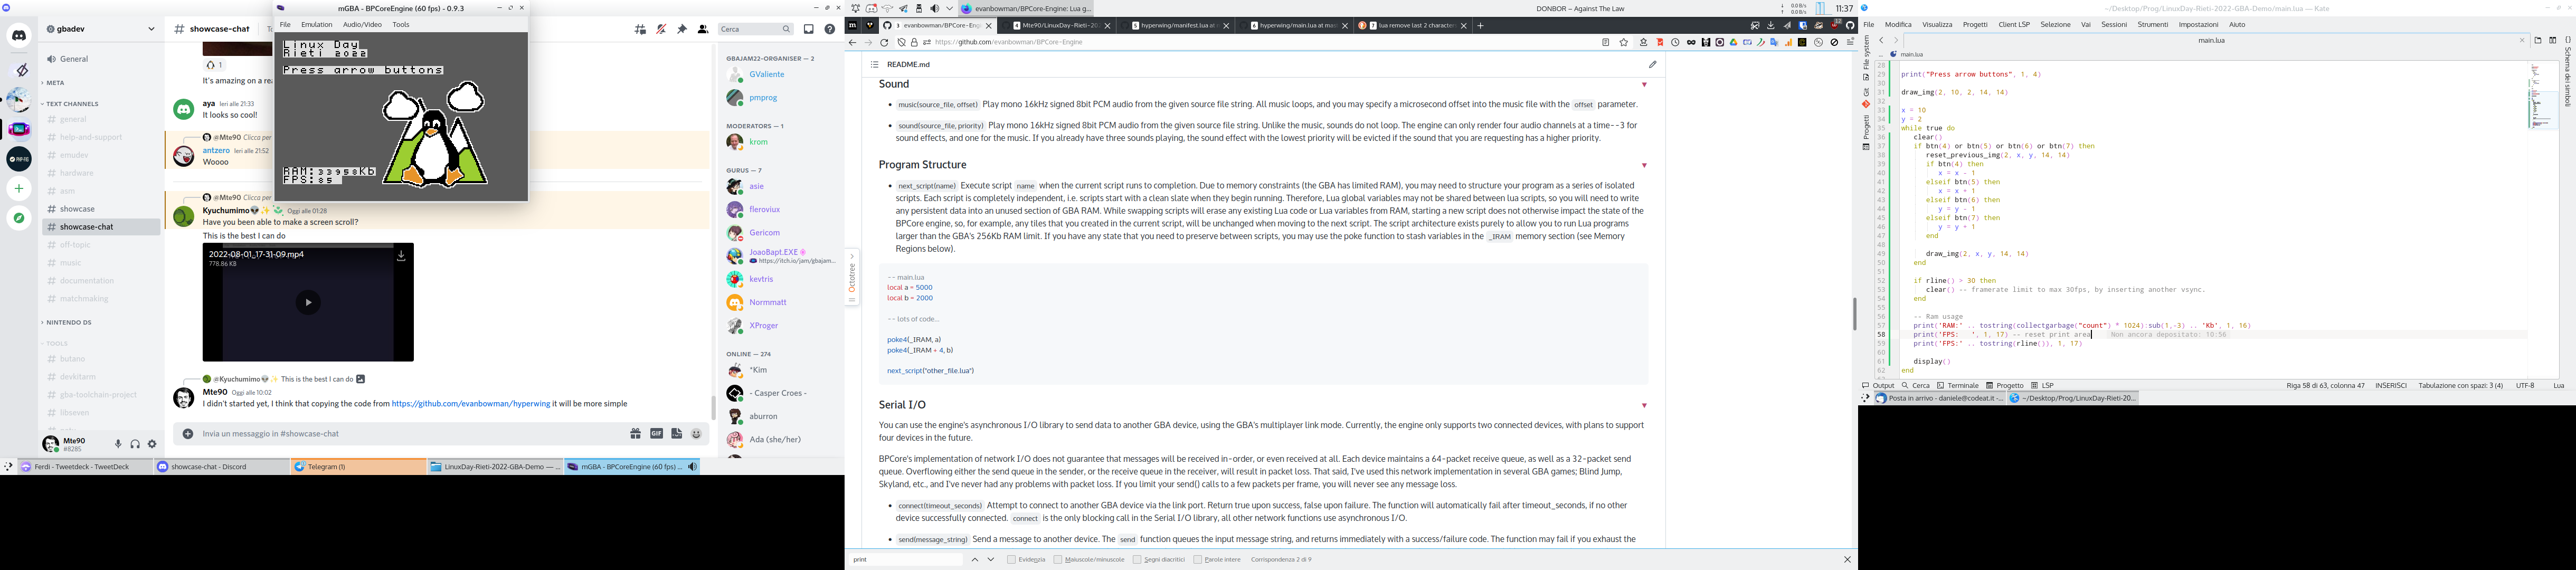 gbadev
showcase-chat
Cerca
mGBA - BPCoreEngine (60 fps) - 0.9.3
File Emulation Audio/Video Tools
Linux Day
Rieti 2022
Press arrow buttons
RAM:33958Kb
FPS:85
General
META
TEXT CHANNELS
general
help-and-support
emudev
hardware
asm
showcase
showcase-chat
off-topic
music
documentation
matchmaking
NINTENDO DS
TOOLS
butano
devkitarm
gba-toolchain-project
libseven
Mte90
#8285
1
It's amazing on a re
aya Ieri alle 21:33
It looks so cool!
@Mte90 Clicca per
antzero Ieri alle 21:52
Woooo
@Mte90 Clicca per
Kyuchumimo Oggi alle 01:28
Have you been able to make a screen scroll?
This is the best I can do
2022-08-01_17-31-09.mp4
778.86 KB
@Kyuchumimo This is the best I can do
Mte90 Oggi alle 10:02
I didn't started yet, I think that copying the code from https://github.com/evanbowman/hyperwing it will be more simple
Invia un messaggio in #showcase-chat
GIF
GBAJAM22-ORGANISER — 2
GValiente
pmprog
MODERATORS — 1
krom
GURUS — 7
asie
fleroviux
Gericom
JoaoBapt.EXE
https://itch.io/jam/gbajam...
kevtris
Normmatt
XProger
ONLINE — 274
*Kim
- Casper Croes -
aburron
Ada (she/her)
Ferdi - Tweetdeck - TweetDeck
showcase-chat - Discord
Telegram (1)
LinuxDay-Rieti-2022-GBA-Demo — ...
mGBA - BPCoreEngine (60 fps) ...
evanbowman/BPCore-Engine: Lua g...
DONBOR - Against The Law
0.0 B/s
0.0 B/s
11:37
evanbowman/BPCore-Eng
Mte90/LinuxDay-Rieti-20
hyperwing/manifest.lua at
hyperwing/main.lua at mas
lua remove last 2 character
https://github.com/evanbowman/BPCore-Engine
README.md
Sound
music(source_file, offset) Play mono 16kHz signed 8bit PCM audio from the given source file string. All music loops, and you may specify a microsecond offset into the music file with the offset parameter.
sound(source_file, priority) Play mono 16kHz signed 8bit PCM audio from the given source file string. Unlike the music, sounds do not loop. The engine can only render four audio channels at a time--3 for
sound effects, and one for the music. If you already have three sounds playing, the sound effect with the lowest priority will be evicted if the sound that you are requesting has a higher priority.
Program Structure
next_script(name) Execute script name when the current script runs to completion. Due to memory constraints (the GBA has limited RAM), you may need to structure your program as a series of isolated
scripts. Each script is completely independent, i.e. scripts start with a clean state when they begin running. Therefore, Lua global variables may not be shared between lua scripts, so you will need to write
any persistent data into an unused section of GBA RAM. While swapping scripts will erase any existing Lua code or Lua variables from RAM, starting a new script does not otherwise impact the state of the
BPCore engine, so, for example, any tiles that you created in the current script, will be unchanged when moving to the next script. The script architecture exists purely to allow you to run Lua programs
larger than the GBA's 256Kb RAM limit. If you have any state that you need to preserve between scripts, you may use the poke function to stash variables in the _IRAM memory section (see Memory
Regions below).
-- main.lua
local a = 5000
local b = 2000
-- lots of code...
poke4(_IRAM, a)
poke4(_IRAM + 4, b)
next_script("other_file.lua")
Serial I/O
You can use the engine's asynchronous I/O library to send data to another GBA device, using the GBA's multiplayer link mode. Currently, the engine only supports two connected devices, with plans to support
four devices in the future.
BPCore's implementation of network I/O does not guarantee that messages will be received in-order, or even received at all. Each device maintains a 64-packet receive queue, as well as a 32-packet send
queue. Overflowing either the send queue in the sender, or the receive queue in the receiver, will result in packet loss. That said, I've used this network implementation in several GBA games; Blind Jump,
Skyland, etc., and I've never had any problems with packet loss. If you limit your send() calls to a few packets per frame, you will never see any message loss.
connect(timeout_seconds) Attempt to connect to another GBA device via the link port. Return true upon success, false upon failure. The function will automatically fail after timeout_seconds, if no other
device successfully connected. connect is the only blocking call in the Serial I/O library, all other network functions use asynchronous I/O.
send(message_string) Send a message to another device. The send function queues the input message string, and returns immediately with a success/failure code. The function may fail if you exhaust the
Octotree
print
Evidenzia Maiuscole/minuscole Segni diacritici Parole intere Corrispondenza 2 di 9
~/Desktop/Prog/LinuxDay-Rieti-2022-GBA-Demo/main.lua — Kate
File Modifica Visualizza Progetti Client LSP Selezione Vai Sessioni Strumenti Impostazioni Aiuto
main.lua
main.lua
File system
Git
Progetti
Schema dei simboli
28
29 print("Press arrow buttons", 1, 4)
30
31 draw_img(2, 10, 2, 14, 14)
32
33 x = 10
34 y = 2
35 while true do
36 clear()
37 if btn(4) or btn(5) or btn(6) or btn(7) then
38 reset_previous_img(2, x, y, 14, 14)
39 if btn(4) then
40 x = x - 1
41 elseif btn(5) then
42 x = x + 1
43 elseif btn(6) then
44 y = y - 1
45 elseif btn(7) then
46 y = y + 1
47 end
48
49 draw_img(2, x, y, 14, 14)
50 end
51
52 if rline() > 30 then
53 clear() -- framerate limit to max 30fps, by inserting another vsync.
54 end
55
56 -- Ram usage
57 print('RAM:' .. tostring(collectgarbage("count") * 1024):sub(1,-3) .. 'Kb', 1, 16)
58 print('FPS:   ', 1, 17) -- reset print area Non ancora depositato: 10:56
59 print('FPS:' .. tostring(rline()), 1, 17)
60
61 display()
62 end
Output Cerca Terminale Progetto LSP
Riga 58 di 63, colonna 47 INSERISCI Tabulazione con spazi: 3 (4) UTF-8 Lua
Posta in arrivo - daniele@codeat.it -...
~/Desktop/Prog/LinuxDay-Rieti-20...